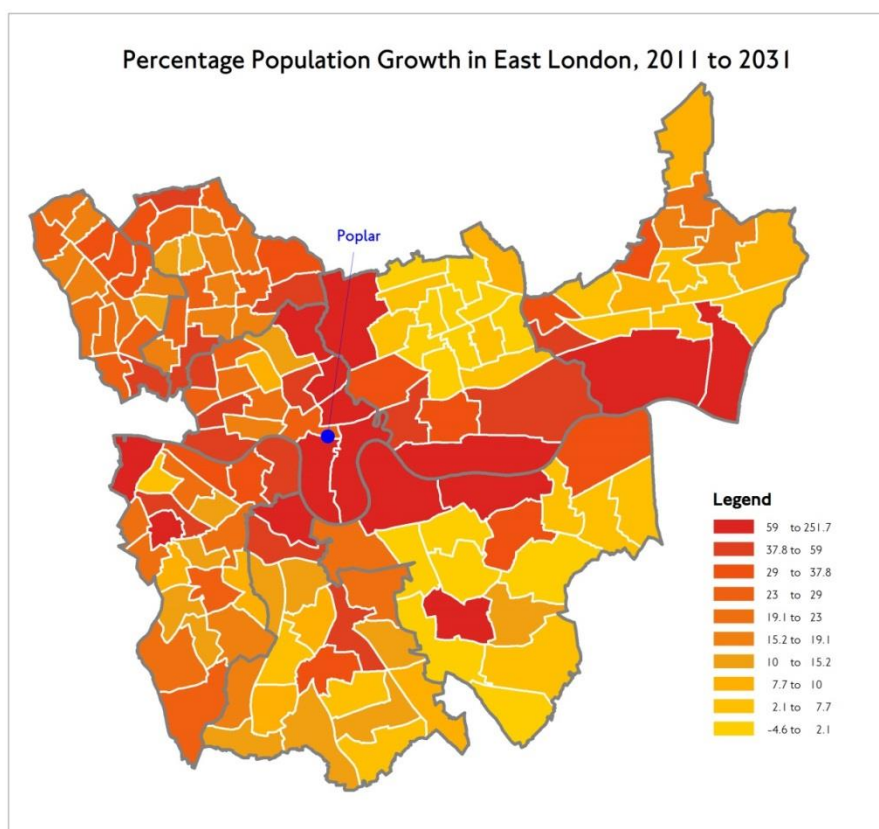 Percentage Population Growth in East London, 2011 to 2031
Poplar
Legend
59 to 251.7
37.8 to 59
29 to 37.8
23 to 29
19.1 to 23
15.2 to 19.1
10 to 15.2
7.7 to 10
2.1 to 7.7
-4.6 to 2.1